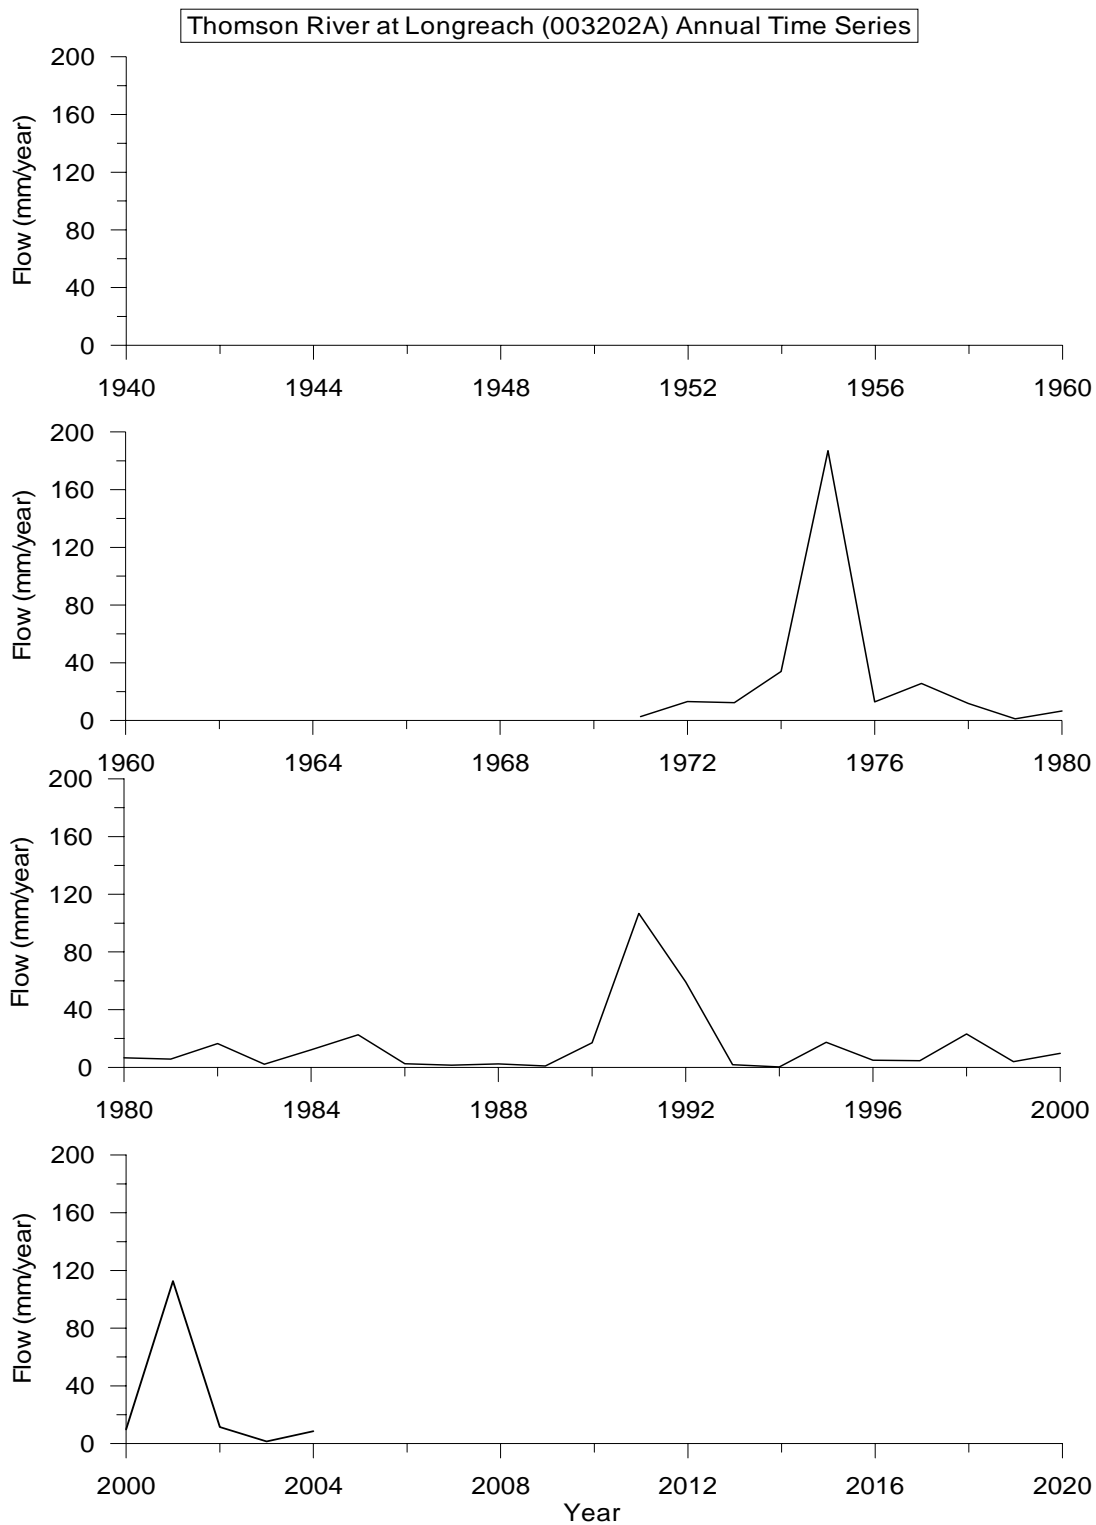 Thomson River at Longreach (003202A) Annual Time Series
200
160
120
80
40
0
Flow (mm/year)
1940 1944 1948 1952 1956 1960
200
160
120
80
40
0
Flow (mm/year)
1960 1964 1968 1972 1976 1980
200
160
120
80
40
0
Flow (mm/year)
1980 1984 1988 1992 1996 2000
200
160
120
80
40
0
Flow (mm/year)
2000 2004 2008 2012 2016 2020
Year